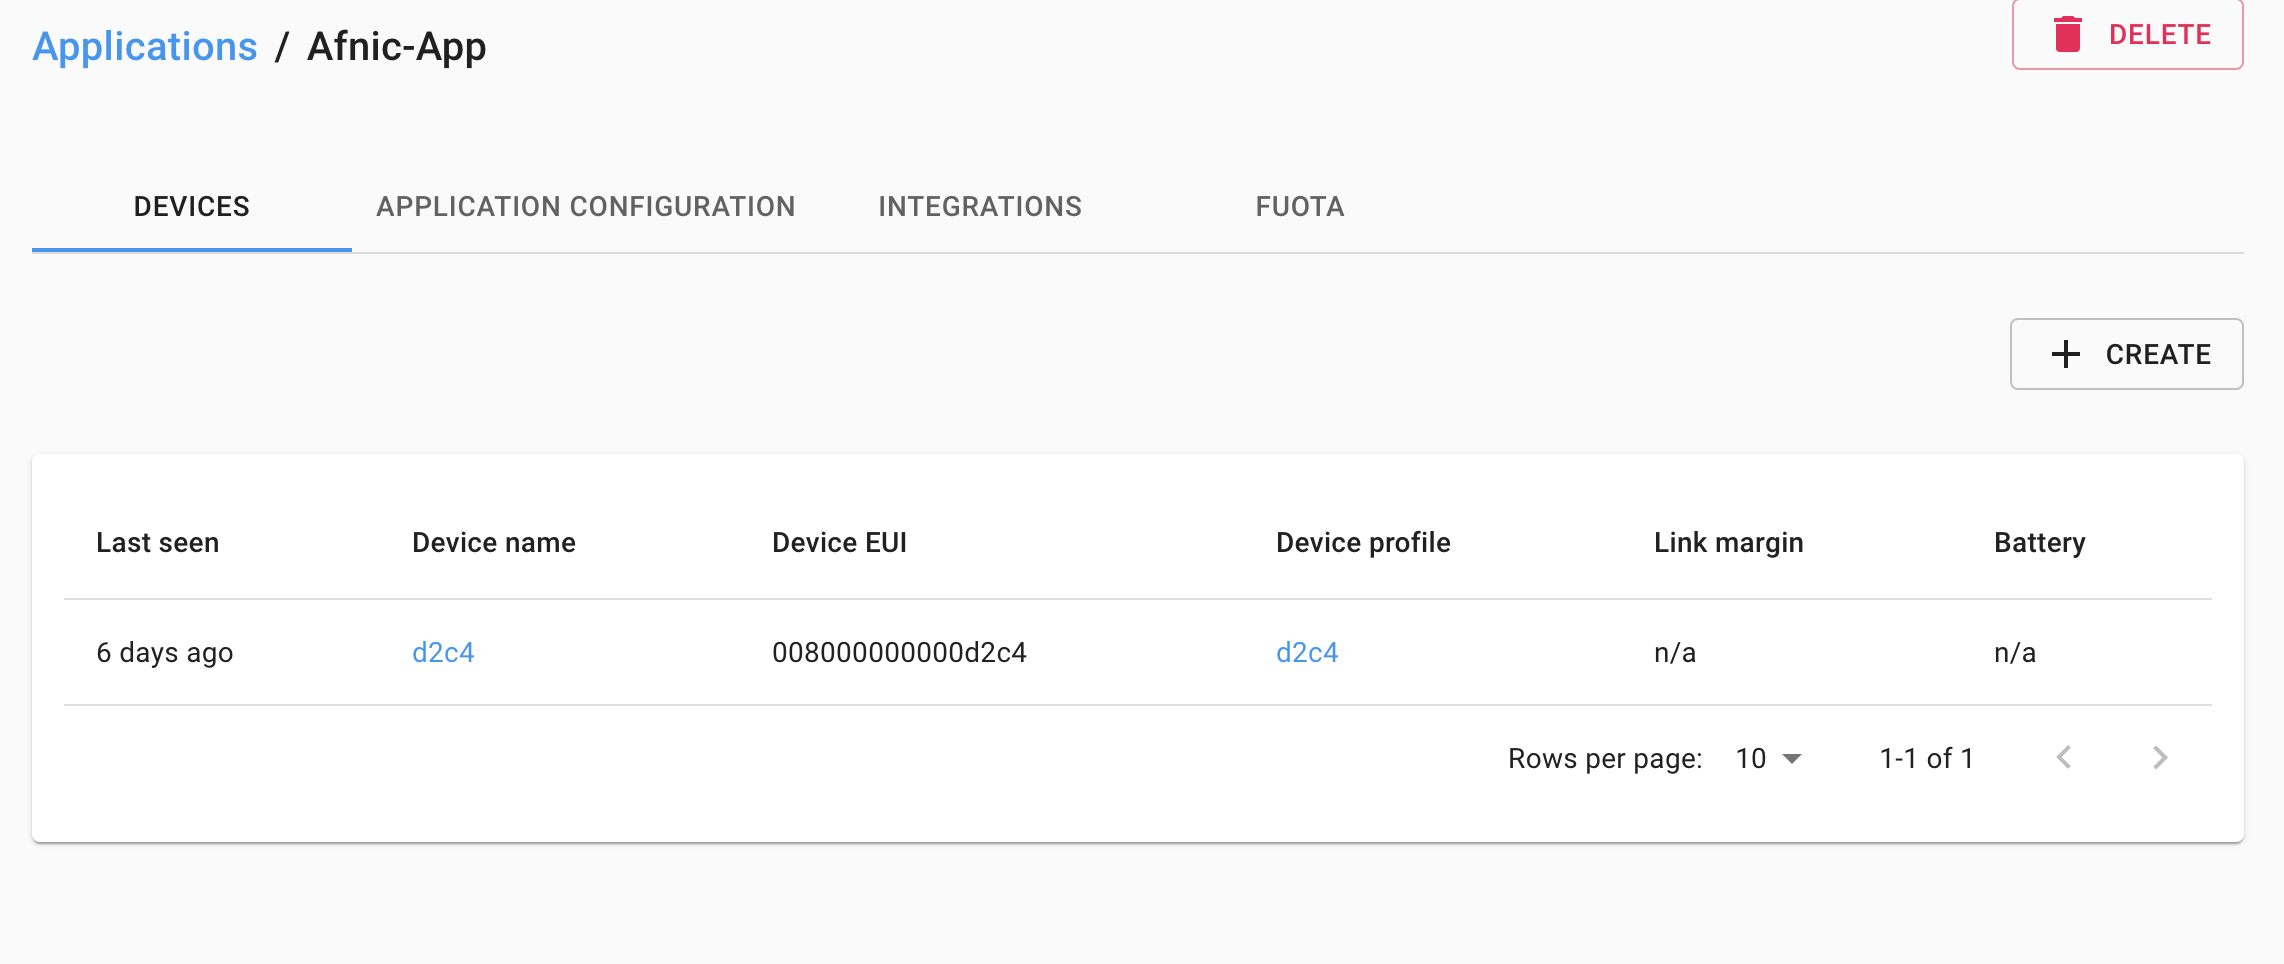 Applications / Afnic-App
DELETE
DEVICES APPLICATION CONFIGURATION INTEGRATIONS FUOTA
CREATE
Last seen Device name Device EUI Device profile Link margin Battery
6 days ago d2c4 008000000000d2c4 d2c4 n/a n/a
Rows per page: 10 1-1 of 1